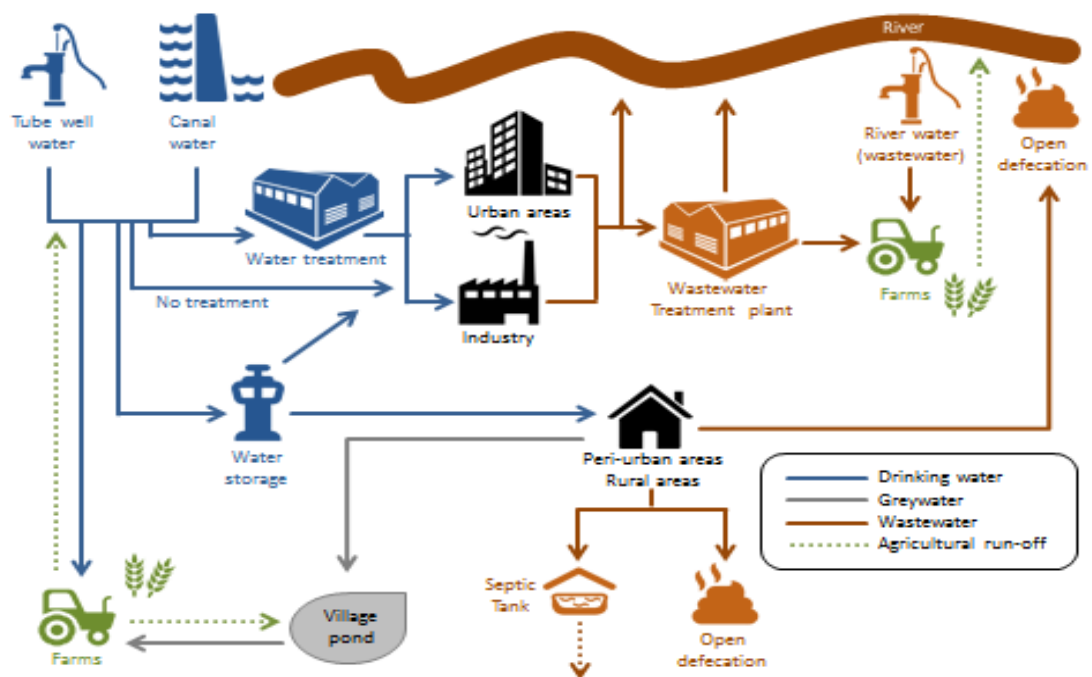 River
Tube well
water
Canal
water
River water
(wastewater)
Open
defecation
Urban areas
Water treatment
No treatment
Industry
Wastewater
Treatment plant
Farms
Water
storage
Peri-urban areas
Rural areas
Drinking water
Greywater
Wastewater
Agricultural run-off
Septic
Tank
Village
pond
Open
defecation
Farms